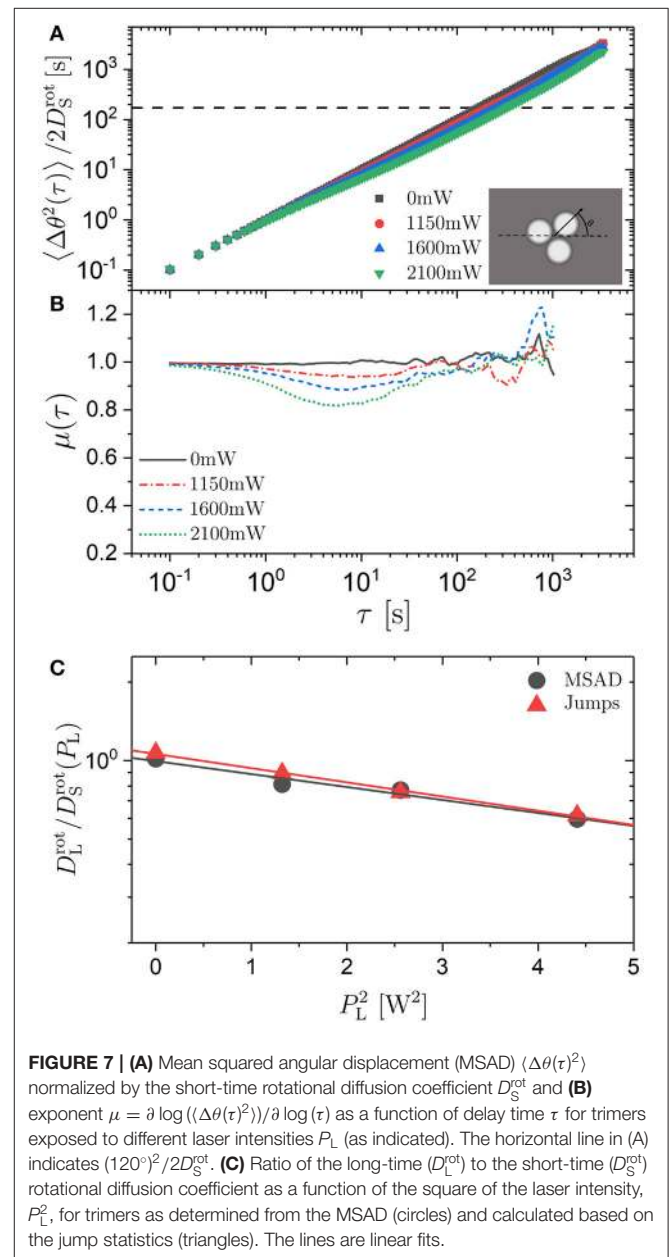 A
10³
10²
10¹
10⁰
10⁻¹
⟨Δθ²(τ)⟩/2D_S^rot [s]
0mW
1150mW
1600mW
2100mW
θ
B
1.2
1.0
0.8
0.6
0.4
0.2
μ(τ)
0mW
1150mW
1600mW
2100mW
10⁻¹ 10⁰ 10¹ 10² 10³
τ [s]
C
MSAD
Jumps
10⁰
D_L^rot/D_S^rot(P_L)
0 1 2 3 4 5
P_L² [W²]
FIGURE 7 | (A) Mean squared angular displacement (MSAD) ⟨Δθ(τ)²⟩
normalized by the short-time rotational diffusion coefficient D_S^rot and (B)
exponent μ = ∂ log (⟨Δθ(τ)²⟩)/∂ log (τ) as a function of delay time τ for trimers
exposed to different laser intensities P_L (as indicated). The horizontal line in (A)
indicates (120°)²/2D_S^rot. (C) Ratio of the long-time (D_L^rot) to the short-time (D_S^rot)
rotational diffusion coefficient as a function of the square of the laser intensity,
P_L², for trimers as determined from the MSAD (circles) and calculated based on
the jump statistics (triangles). The lines are linear fits.